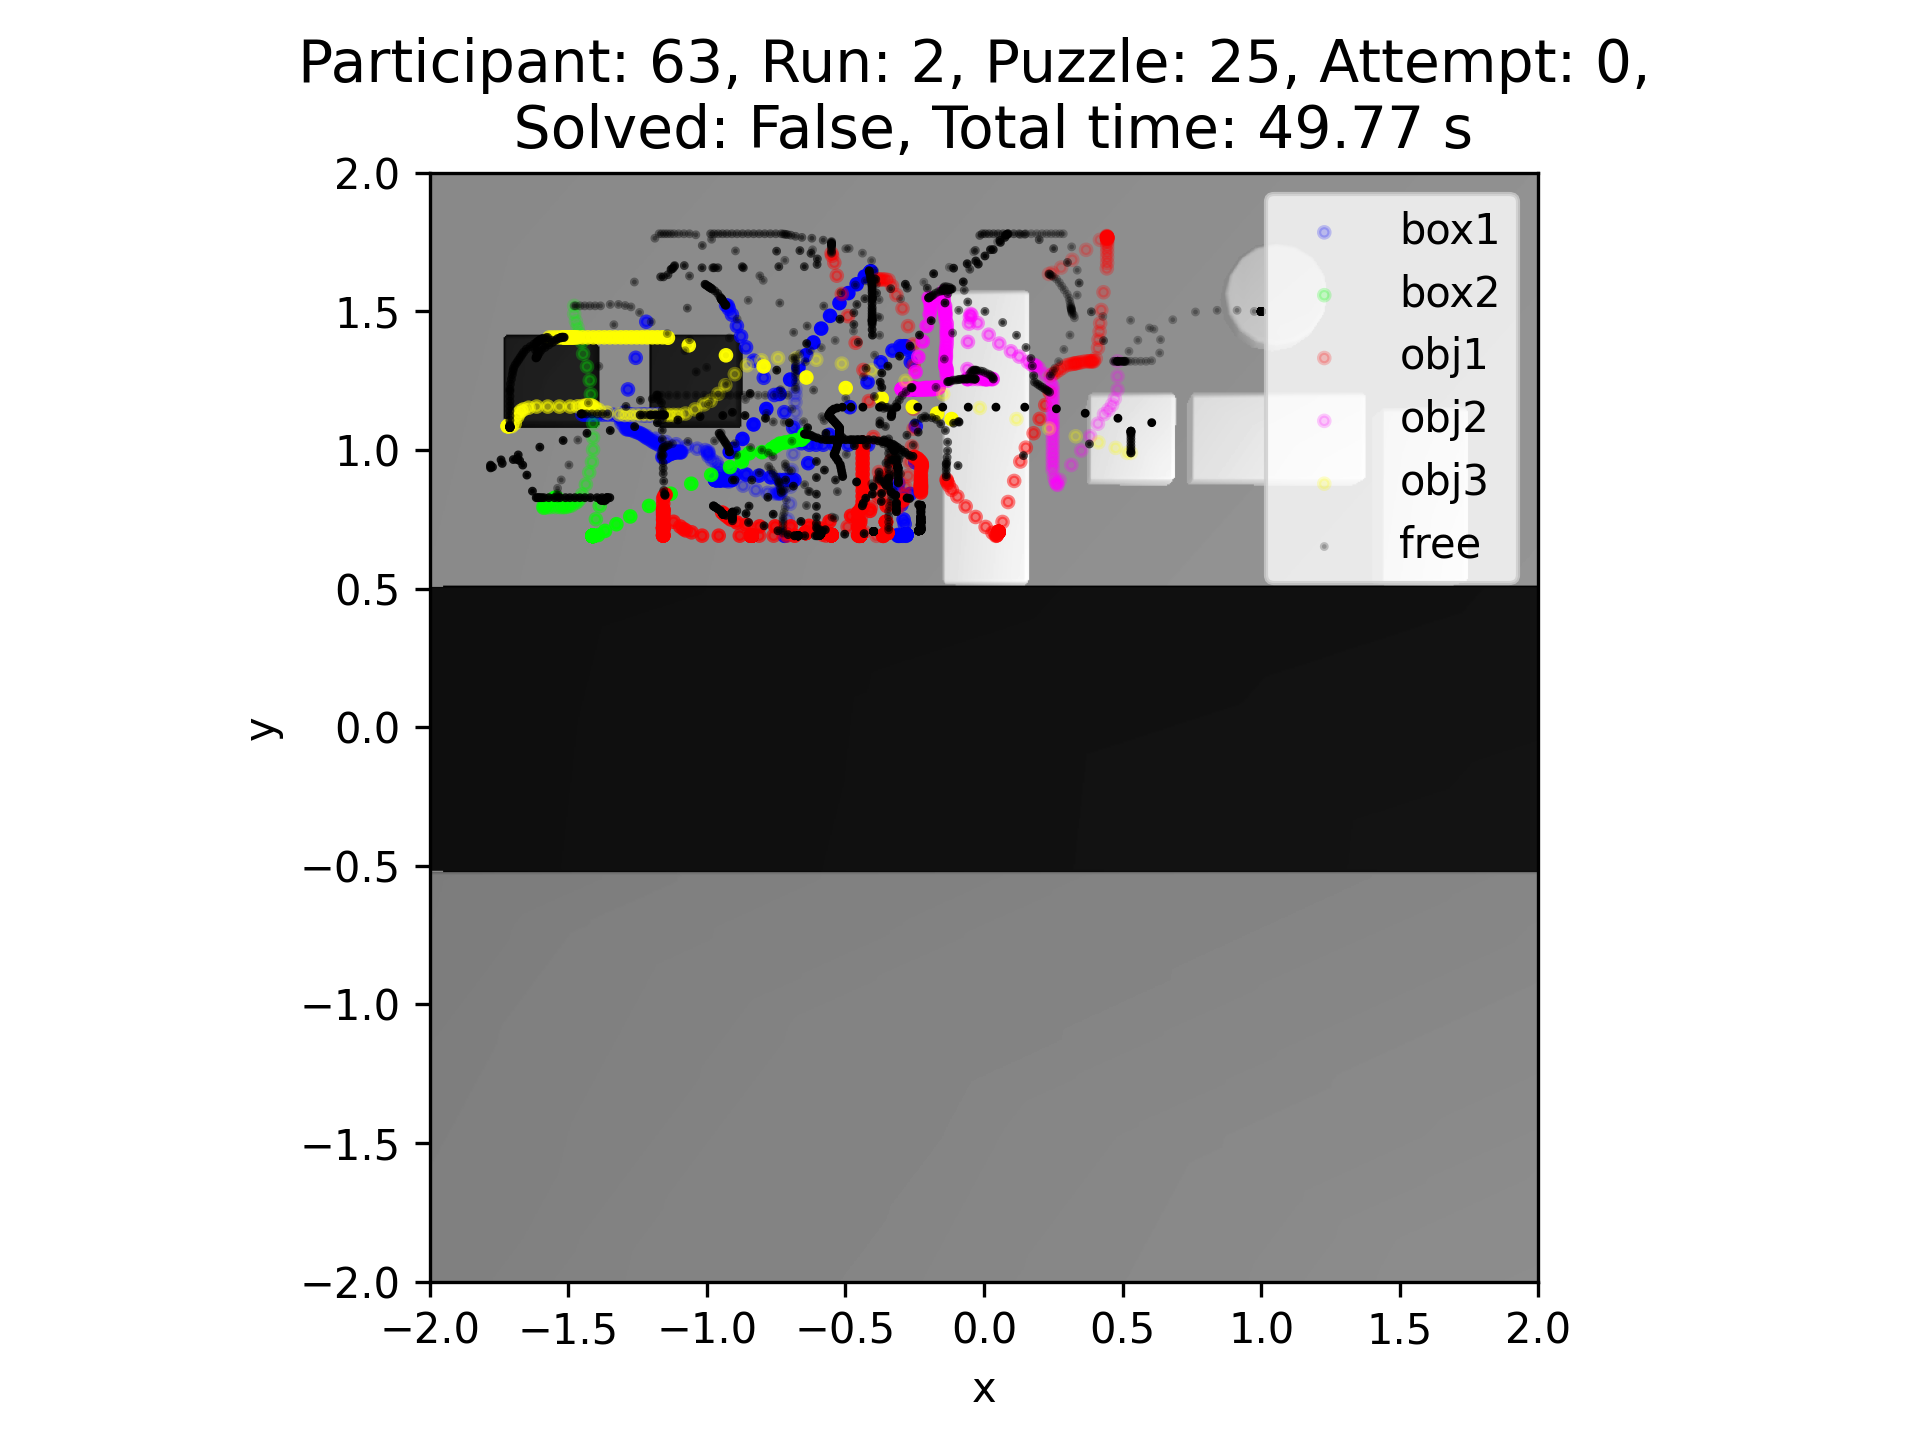 Participant: 63, Run: 2, Puzzle: 25, Attempt: 0,
Solved: False, Total time: 49.77 s
2.0
1.5
1.0
0.5
0.0
−0.5
−1.0
−1.5
−2.0
y
box1
box2
obj1
obj2
obj3
free
−2.0 −1.5 −1.0 −0.5 0.0 0.5 1.0 1.5 2.0
x